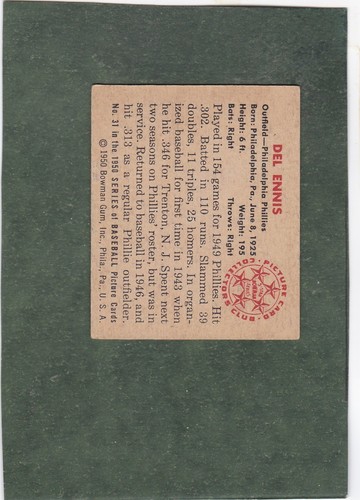 DEL ENNIS
Outfield—Philadelphia Phillies
Born: Philadelphia, Pa., June 8, 1925
Height: 6 ft. Weight: 195
Bats: Right Throws: Right
PICTURE CARD
COLLECTORS CLUB
Played in 154 games for 1949 Phillies. Hit
.302. Batted in 110 runs. Slammed 39
doubles, 11 triples, 25 homers. In organ-
ized baseball for first time in 1943 when
he hit .346 for Trenton, N. J. Spent next
two seasons on Phillies roster, but was in
service. Returned to baseball in 1946, and
hit .313 as a regular Phillie outfielder.
No. 31 in the 1950 SERIES of BASEBALL Picture Cards
© 1950 Bowman Gum, Inc., Phila., Pa., U. S. A.